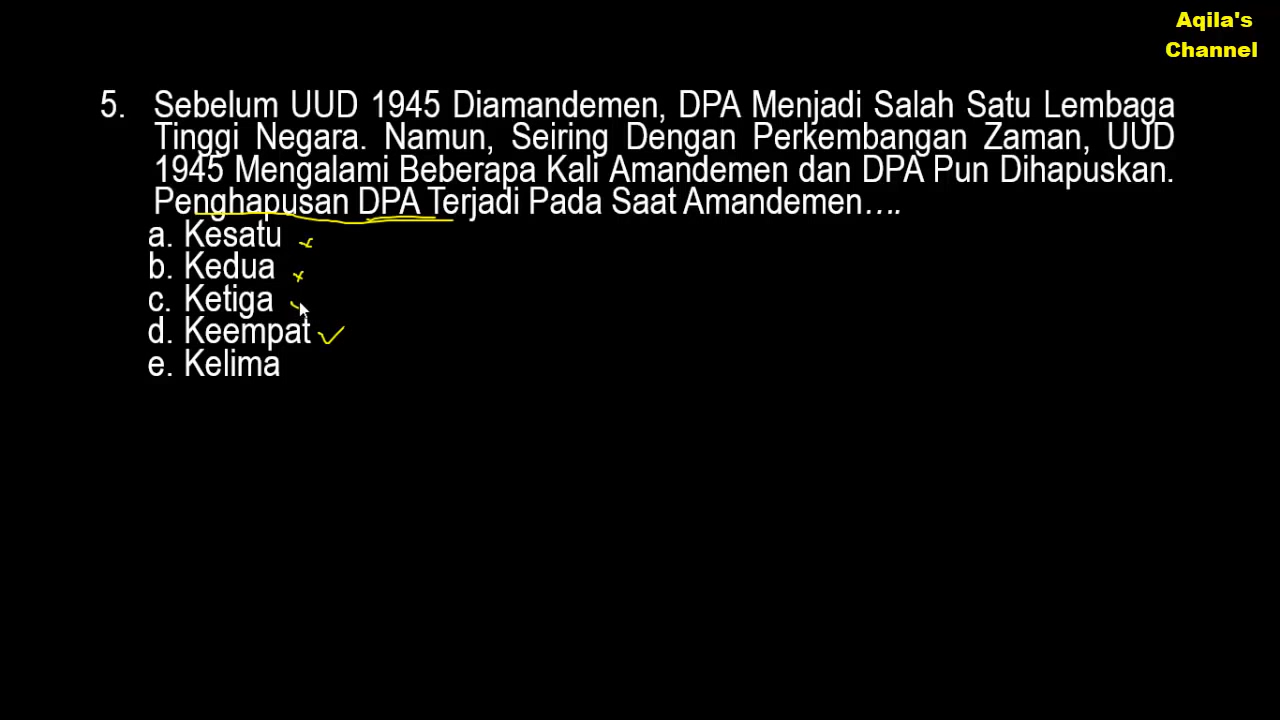 Aqila's
Channel
5. Sebelum UUD 1945 Diamandemen, DPA Menjadi Salah Satu Lembaga
Tinggi Negara. Namun, Seiring Dengan Perkembangan Zaman, UUD
1945 Mengalami Beberapa Kali Amandemen dan DPA Pun Dihapuskan.
Penghapusan DPA Terjadi Pada Saat Amandemen....
a. Kesatu
b. Kedua
c. Ketiga
d. Keempat
e. Kelima